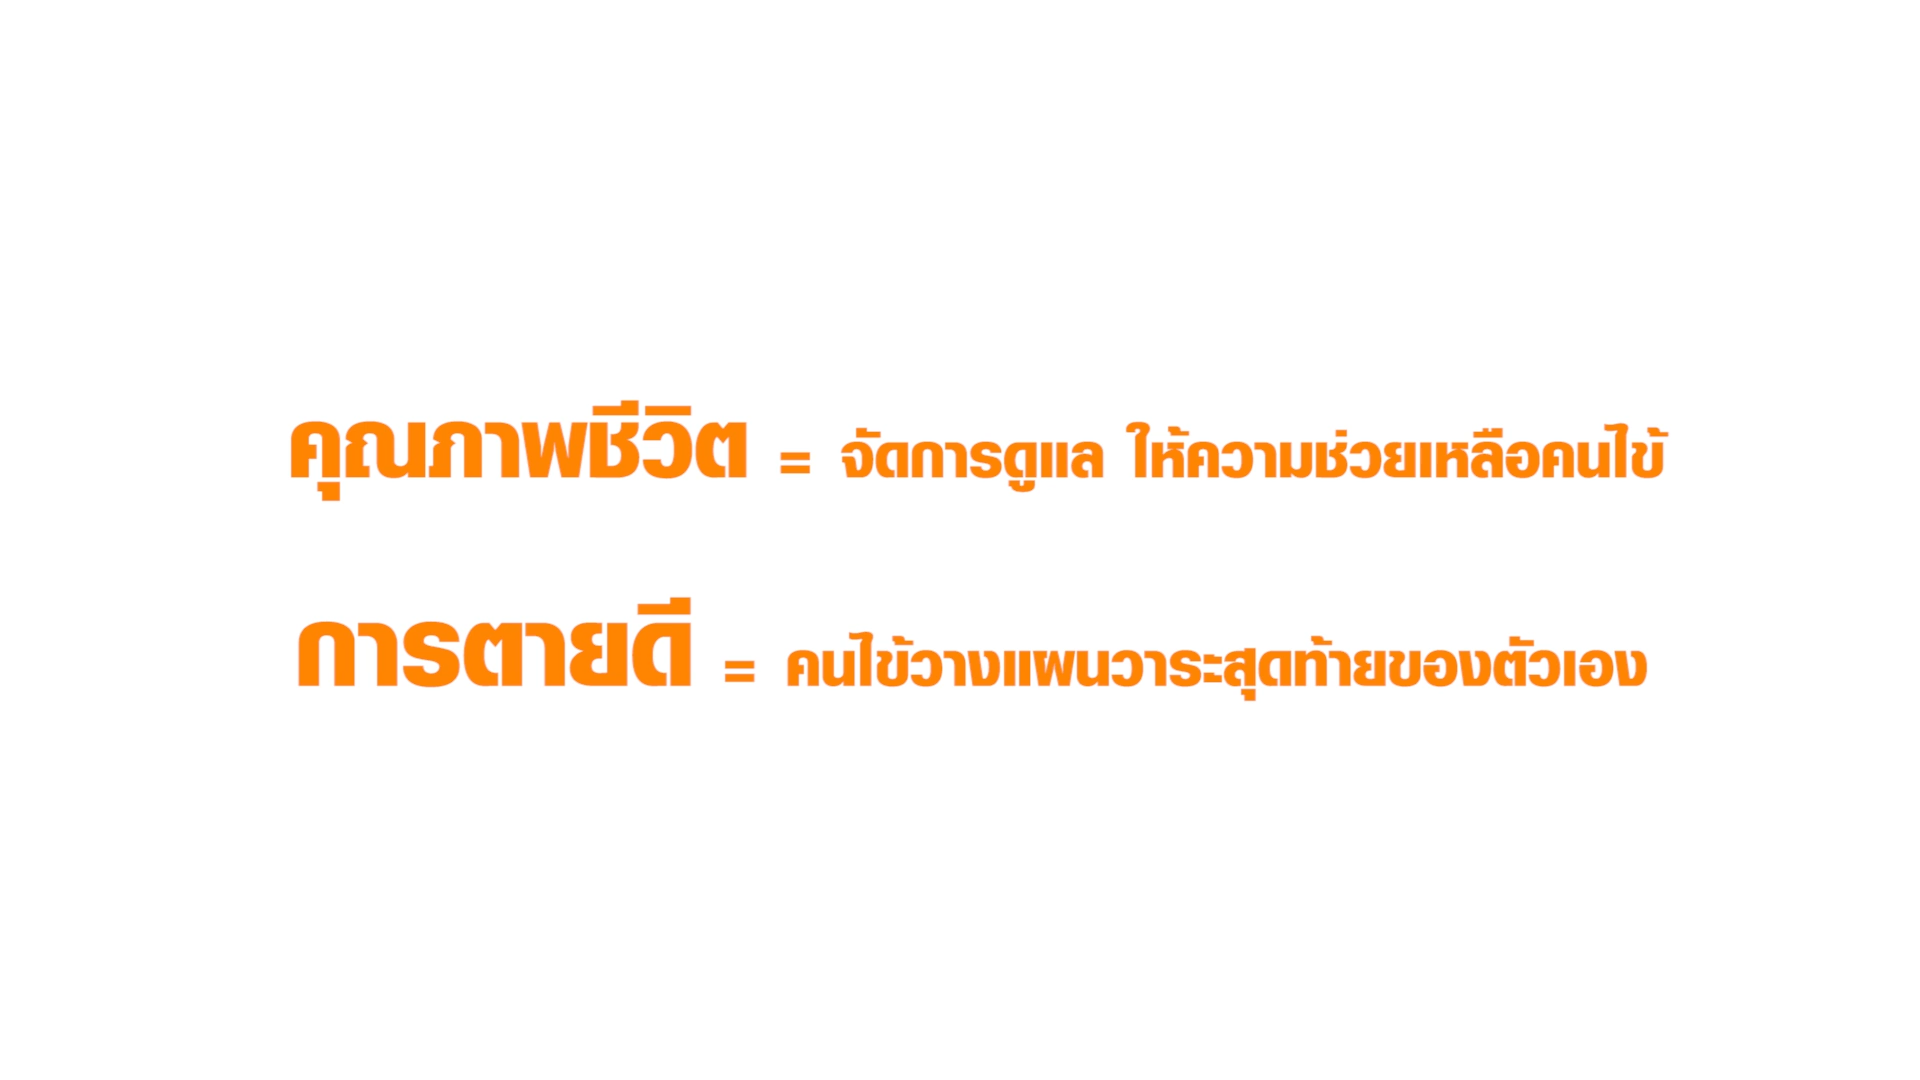 คุณภาพชีวิต = จัดการดูแล ให้ความช่วยเหลือคนไข้
การตายดี = คนไข้วางแผนวาระสุดท้ายของตัวเอง